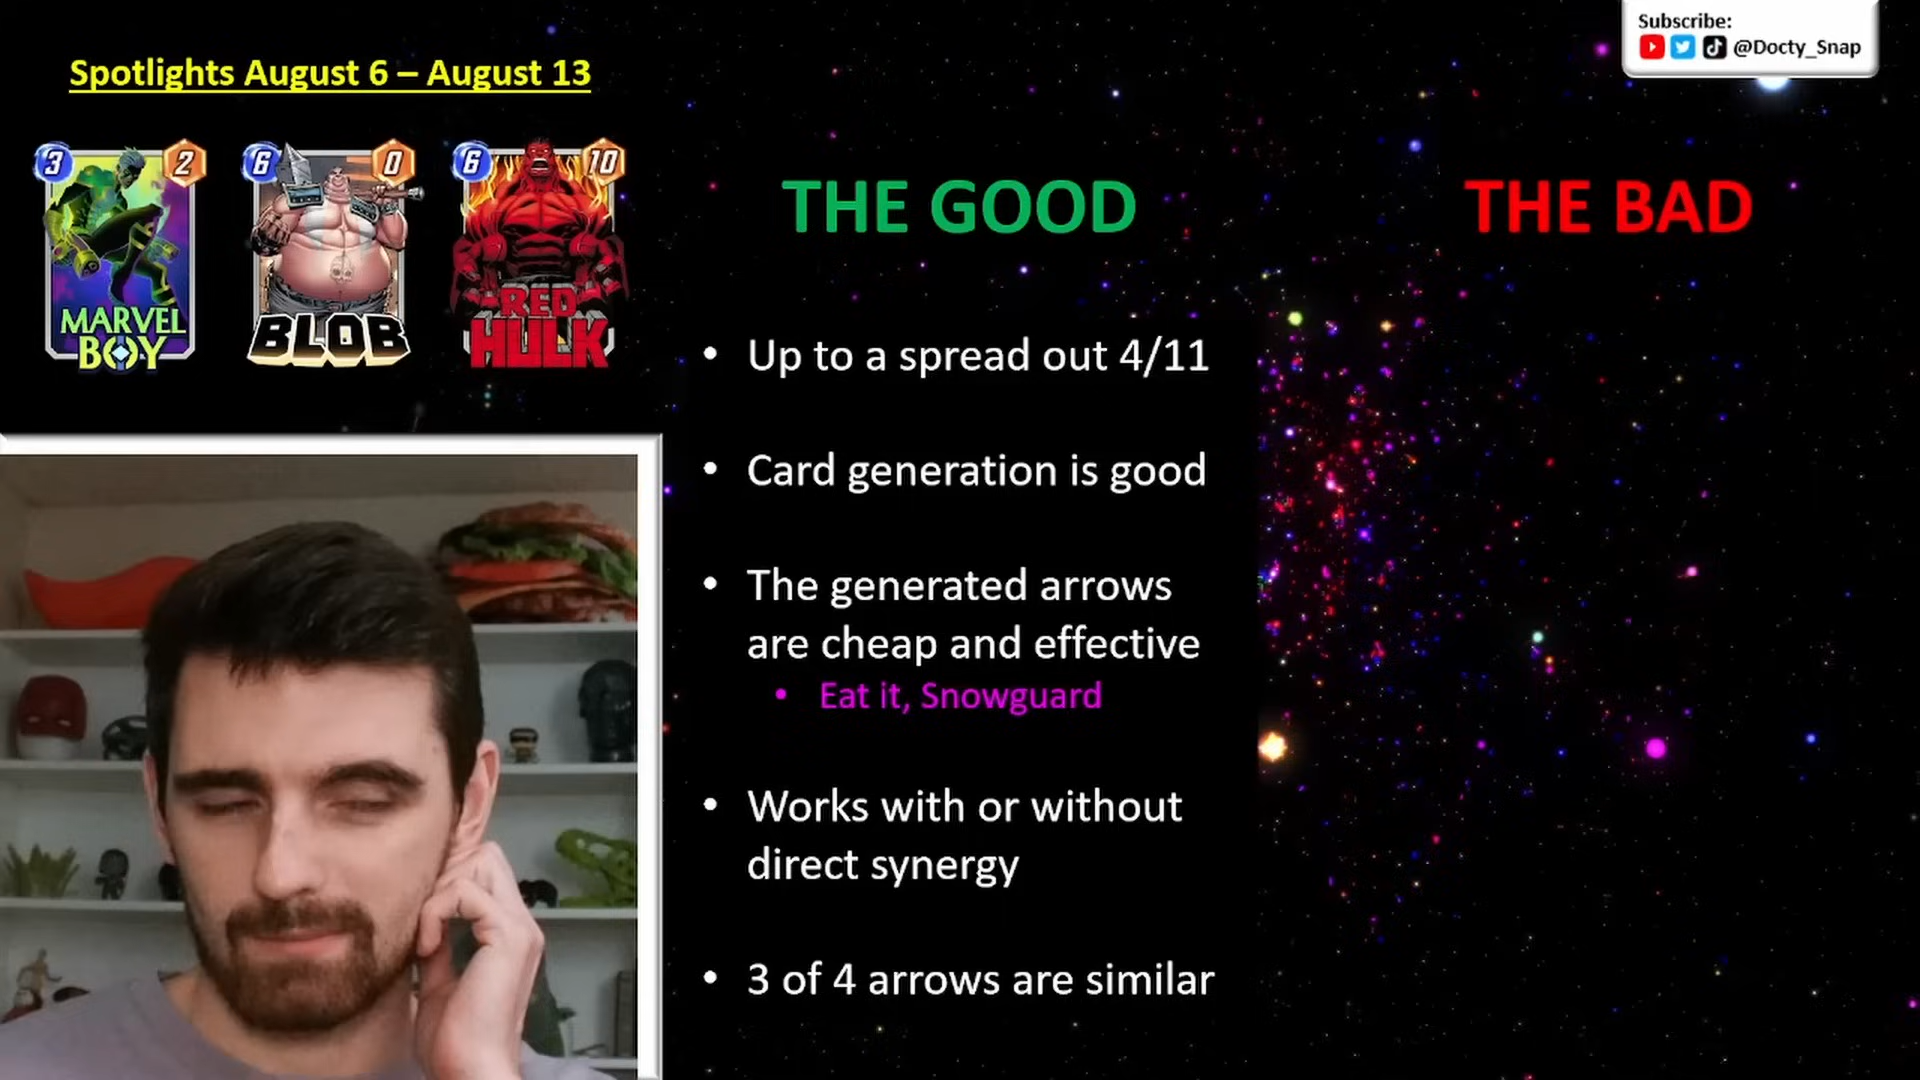 Subscribe:
@Docty_Snap
Spotlights August 6 – August 13
3
2
MARVEL
BOY
6
0
BLOB
6
10
RED
HULK
THE GOOD
• Up to a spread out 4/11
• Card generation is good
• The generated arrows
are cheap and effective
• Eat it, Snowguard
• Works with or without
direct synergy
• 3 of 4 arrows are similar
THE BAD